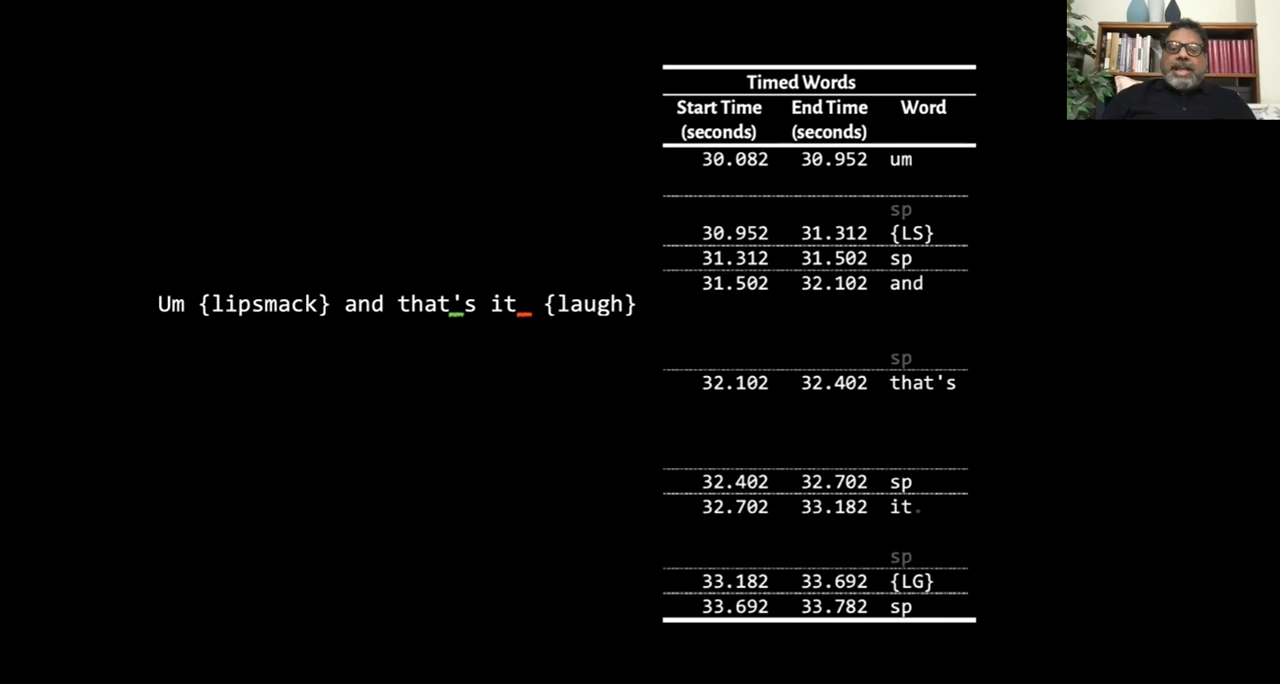 Um {lipsmack} and that's it_ {laugh}
Timed Words
Start Time End Time Word
(seconds) (seconds)
30.082 30.952 um
sp
30.952 31.312 {LS}
31.312 31.502 sp
31.502 32.102 and
sp
32.102 32.402 that's
32.402 32.702 sp
32.702 33.182 it.
sp
33.182 33.692 {LG}
33.692 33.782 sp